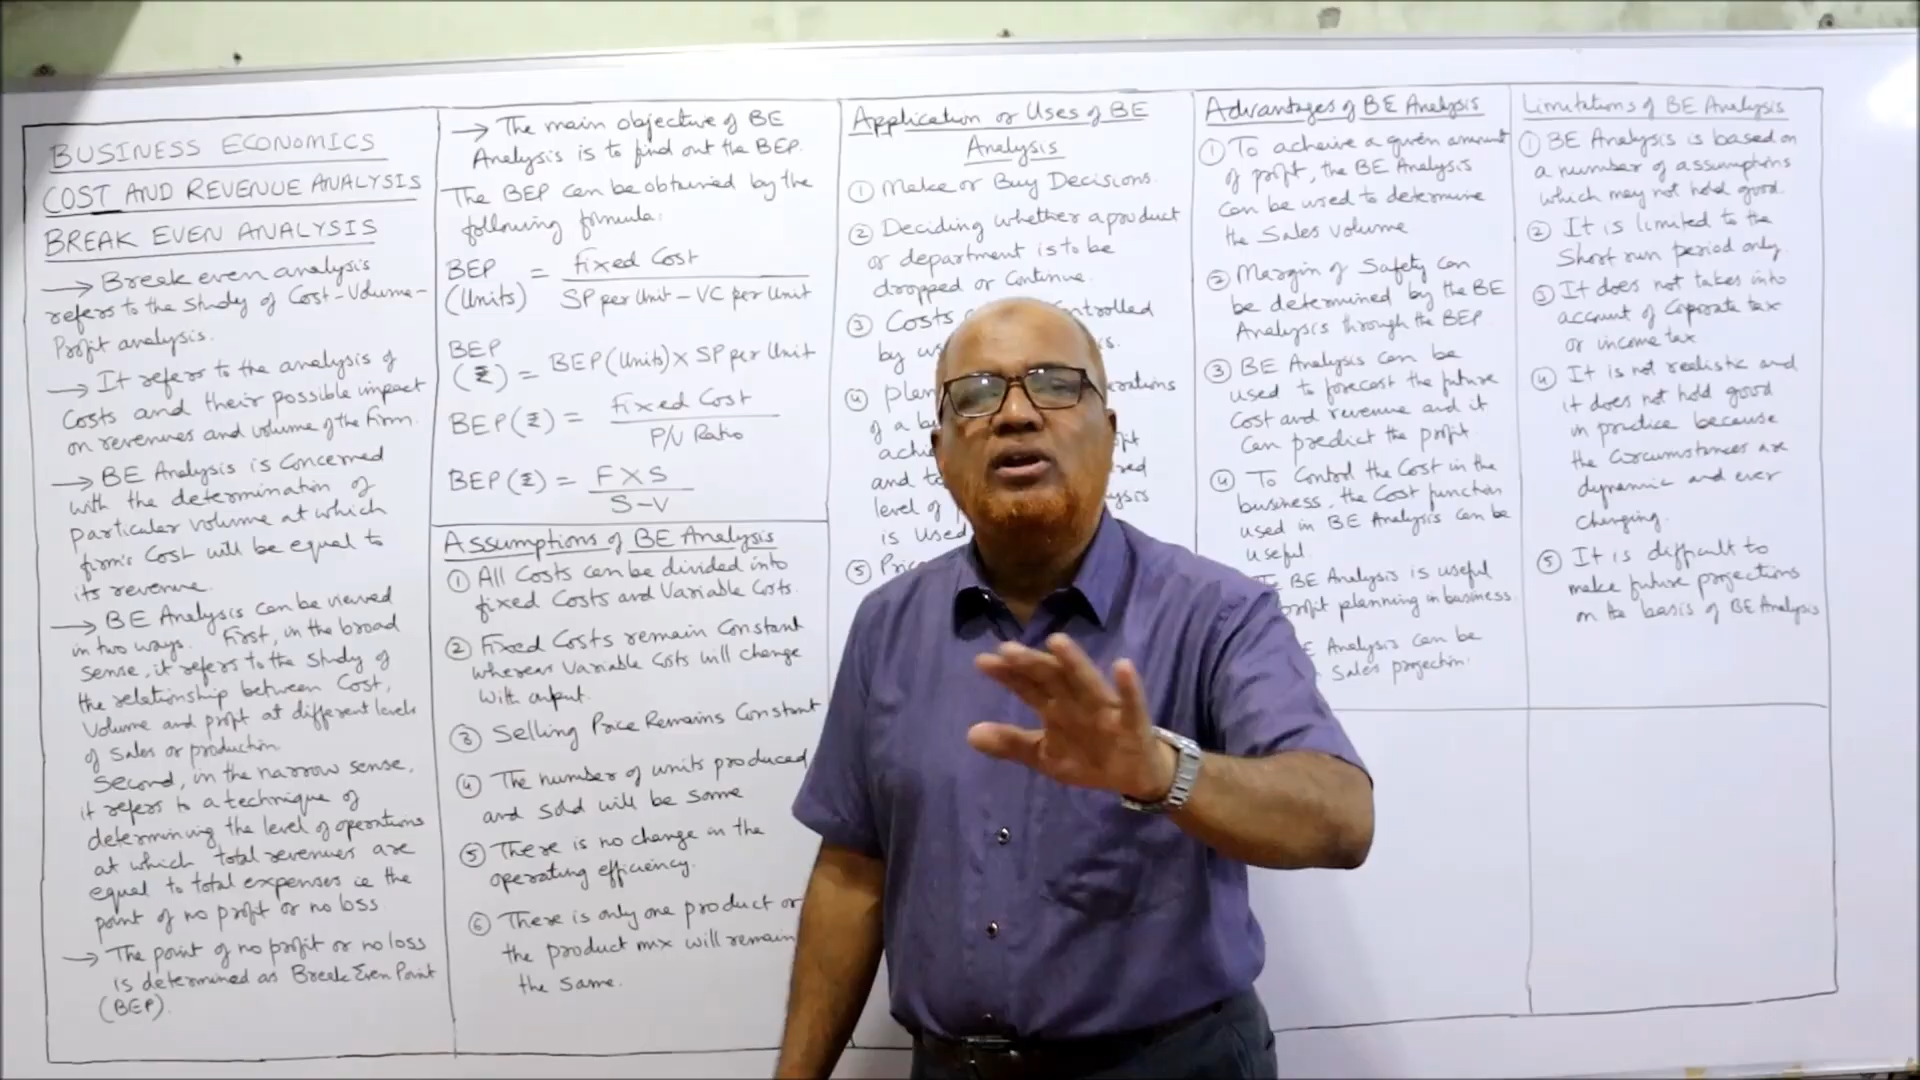 BUSINESS ECONOMICS
COST AND REVENUE ANALYSIS
BREAK EVEN ANALYSIS
→ Break even analysis
refers to the study of Cost-Volume-
Profit analysis.
→ It refers to the analysis of
Costs and their possible impact
on revenues and volume of the firm.
→ BE Analysis is concerned
with the determination of
particular volume at which
firm's cost will be equal to
its revenue.
→ BE Analysis can be viewed
in two ways. First, in the broad
sense, it refers to the study of
the relationship between Cost,
Volume and profit at different levels
of sales or production.
Second, in the narrow sense,
it refers to a technique of
determining the level of operations
at which total revenues are
equal to total expenses ie the
point of no profit or no loss
→ The point of no profit or no loss
is determined as Break Even Point
(BEP).
→ The main objective of BE
Analysis is to find out the BEP.
The BEP can be obtained by the
following formula:
BEP (Units) = Fixed Cost
SP per Unit - VC per Unit
BEP (₹) = BEP (Units) × SP per Unit
BEP (₹) = Fixed Cost
P/V Ratio
BEP (₹) = F X S
S-V
Assumptions of BE Analysis
① All Costs can be divided into
fixed Costs and Variable Costs.
② Fixed Costs remain Constant
whereas Variable Costs will change
with output.
③ Selling Price Remains Constant
④ The number of units produced
and sold will be same
⑤ There is no change in the
operating efficiency.
⑥ There is only one product or
the product mix will remain
the same.
Application or Uses of BE
Analysis
① Make or Buy Decisions.
② Deciding whether a product
or department is to be
dropped or Continue.
③ Costs
by
④
of a
and
level of
is used
⑤
Advantages of BE Analysis
① To acheive a given amount
of profit, the BE Analysis
can be used to determine
the Sales volume
② Margin of Safety can
be determined by the BE
Analysis through the BEP.
③ BE Analysis can be
used to forecast the future
Cost and revenue and it
can predict the profit
④ To Control the Cost in the
business, the Cost function
used in BE Analysis can be
useful.
BE Analysis is useful
profit planning in business
Analysis can be
Sales projection.
Limitations of BE Analysis
① BE Analysis is based on
a number of assumptions
which may not hold good.
② It is limited to the
Short run period only.
③ It does not takes into
account of Coporate tax
or income tax
④ It is not realistic and
it does not hold good
in practice because
the circumstances are
dynamic and ever
changing.
⑤ It is difficult to
make future projections
on the basis of BE Analysis